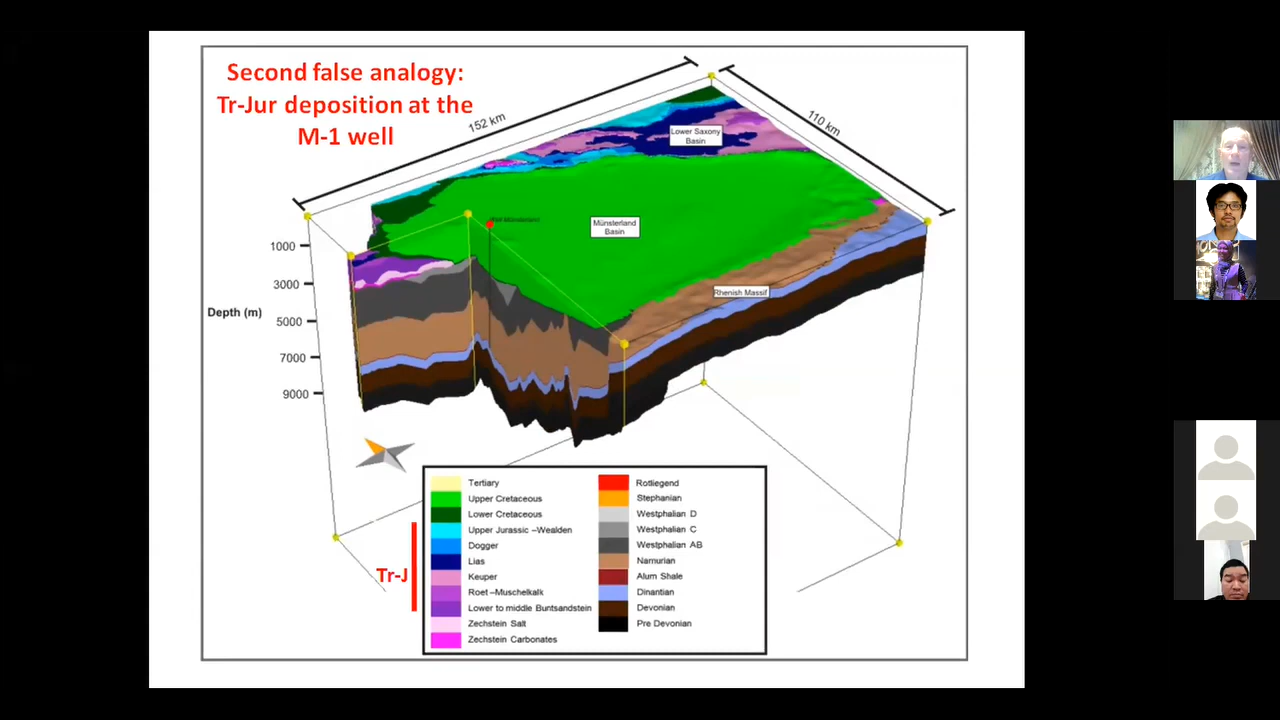 Second false analogy:
Tr-Jur deposition at the
M-1 well
152 km
110 km
Lower Saxony
Basin
Münsterland
Basin
Rhenish Massif
1000
3000
Depth (m)
5000
7000
9000
Tr-J
Tertiary
Upper Cretaceous
Lower Cretaceous
Upper Jurassic –Wealden
Dogger
Lias
Keuper
Roet –Muschelkalk
Lower to middle Buntsandstein
Zechstein Salt
Zechstein Carbonates
Rotliegend
Stephanian
Westphalian D
Westphalian C
Westphalian AB
Namurian
Alum Shale
Dinantian
Devonian
Pre Devonian